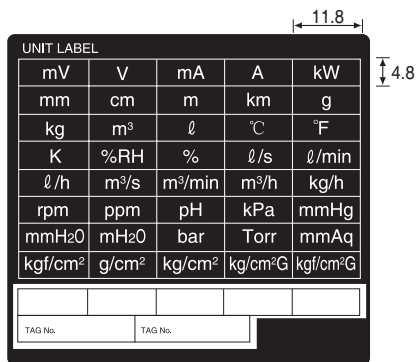 11.8
UNIT LABEL
mV V mA A kW
4.8
mm cm m km g
kg m³ ℓ ℃ °F
K %RH % ℓ/s ℓ/min
ℓ/h m³/s m³/min m³/h kg/h
rpm ppm pH kPa mmHg
mmH20 mH20 bar Torr mmAq
kgf/cm² g/cm² kg/cm² kg/cm²G kgf/cm²G
TAG No. TAG No.